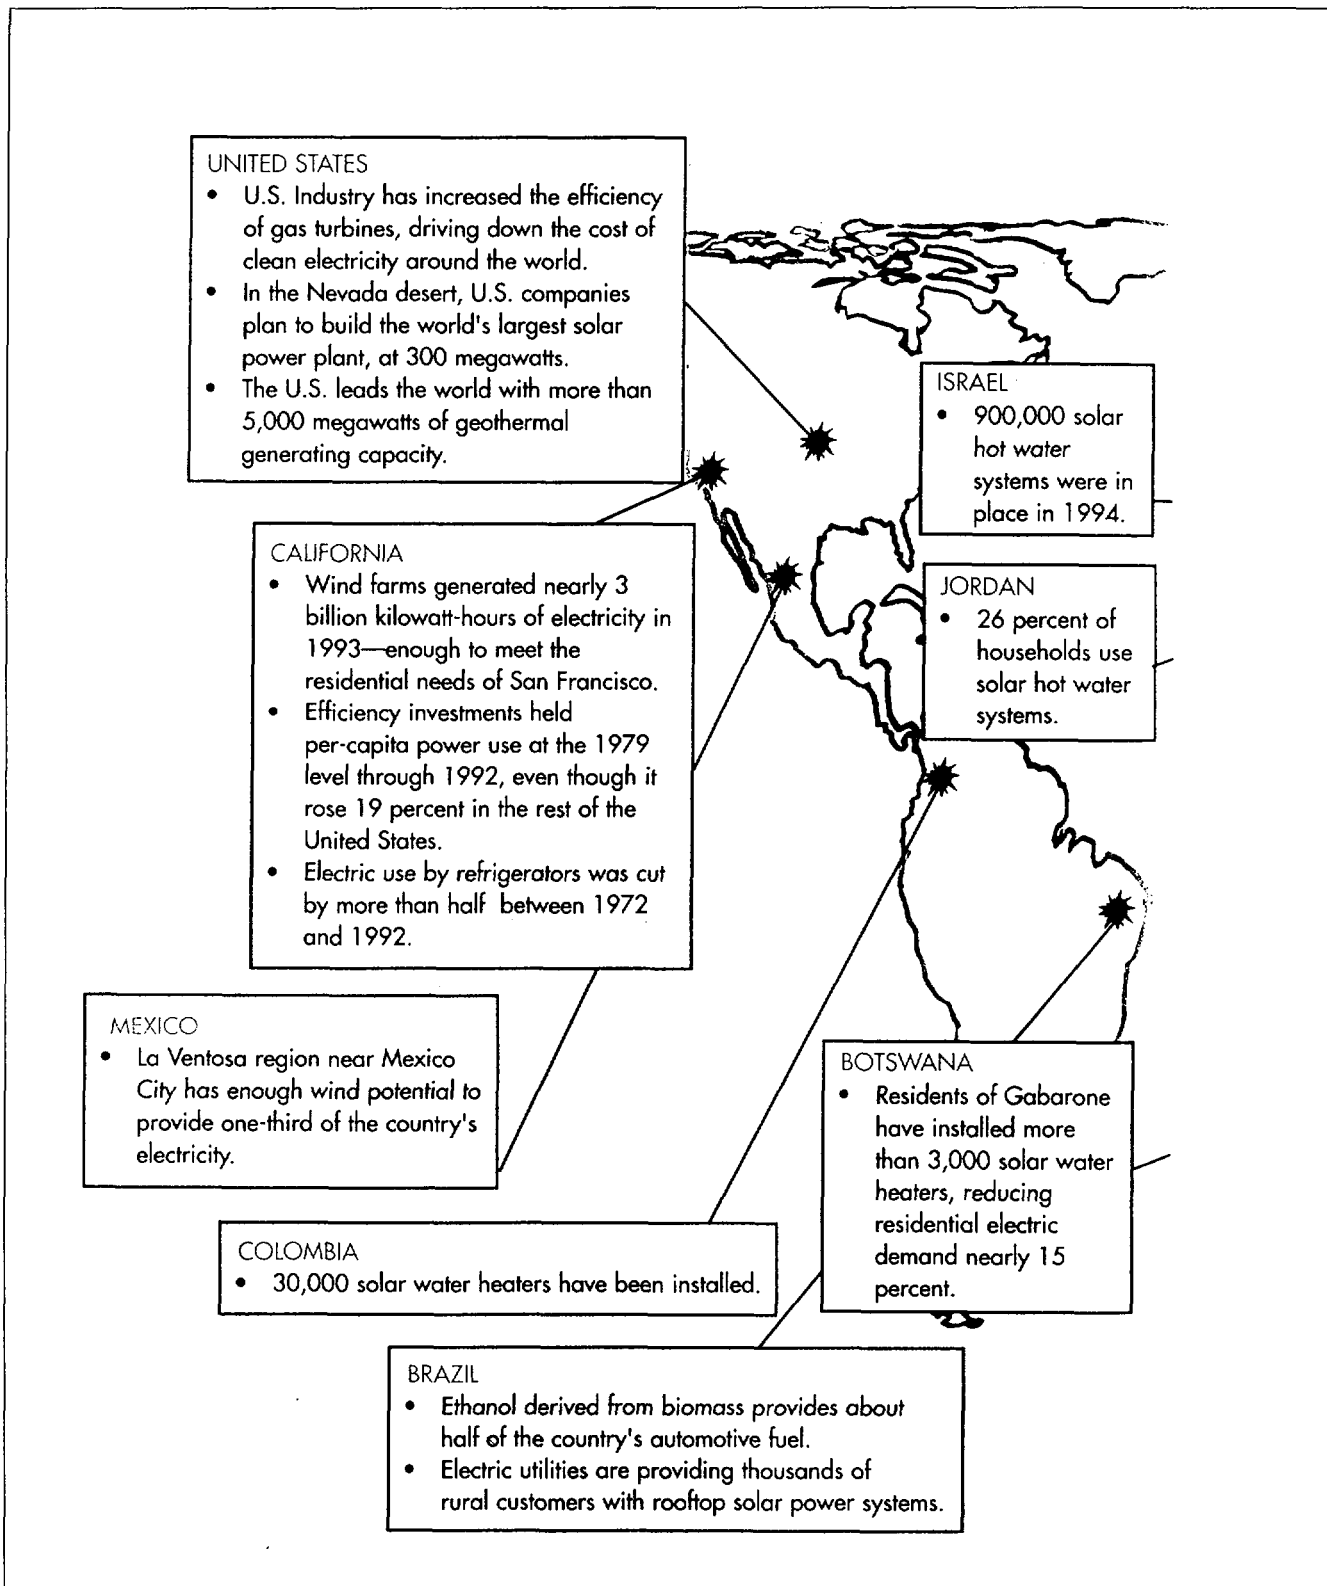 UNITED STATES
• U.S. Industry has increased the efficiency
of gas turbines, driving down the cost of
clean electricity around the world.
• In the Nevada desert, U.S. companies
plan to build the world's largest solar
power plant, at 300 megawatts.
• The U.S. leads the world with more than
5,000 megawatts of geothermal
generating capacity.
ISRAEL
• 900,000 solar
hot water
systems were in
place in 1994.
CALIFORNIA
• Wind farms generated nearly 3
billion kilowatt-hours of electricity in
1993—enough to meet the
residential needs of San Francisco.
• Efficiency investments held
per-capita power use at the 1979
level through 1992, even though it
rose 19 percent in the rest of the
United States.
• Electric use by refrigerators was cut
by more than half between 1972
and 1992.
JORDAN
• 26 percent of
households use
solar hot water
systems.
MEXICO
• La Ventosa region near Mexico
City has enough wind potential to
provide one-third of the country's
electricity.
BOTSWANA
• Residents of Gabarone
have installed more
than 3,000 solar water
heaters, reducing
residential electric
demand nearly 15
percent.
COLOMBIA
• 30,000 solar water heaters have been installed.
BRAZIL
• Ethanol derived from biomass provides about
half of the country's automotive fuel.
• Electric utilities are providing thousands of
rural customers with rooftop solar power systems.